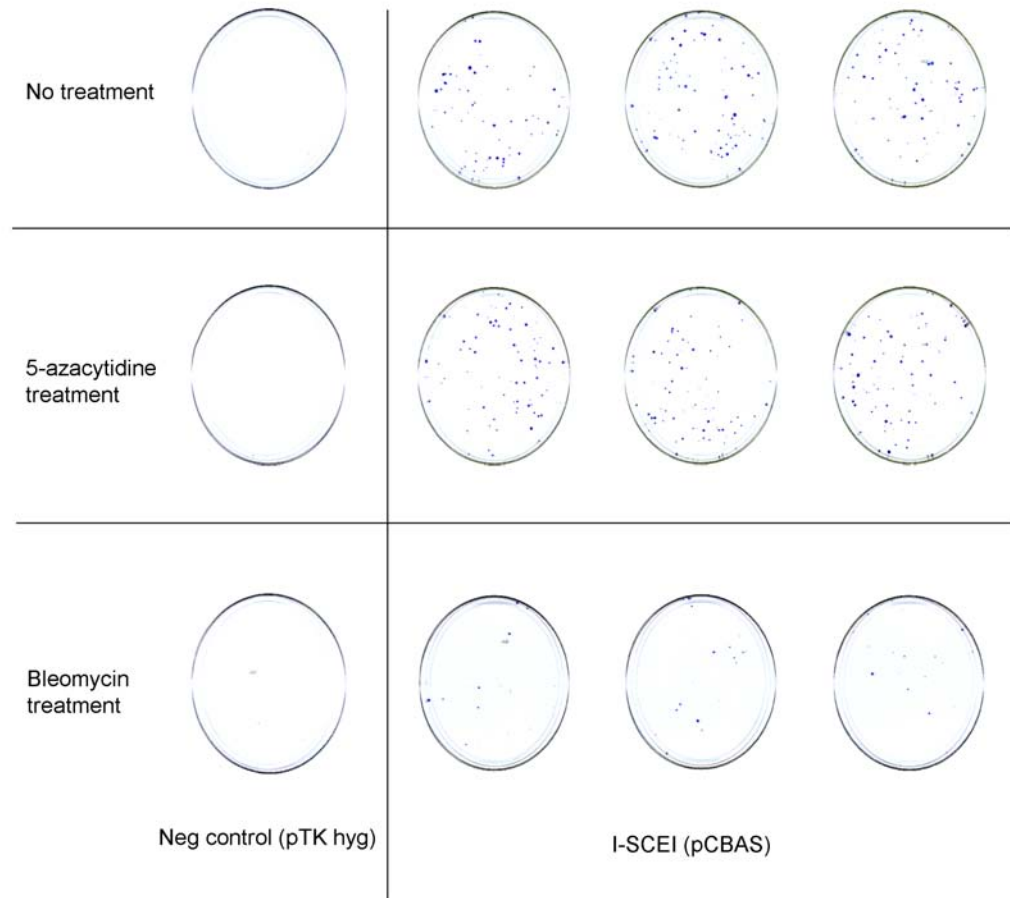 No treatment
5-azacytidine
treatment
Bleomycin
treatment
Neg control (pTK hyg)
I-SCEI (pCBAS)